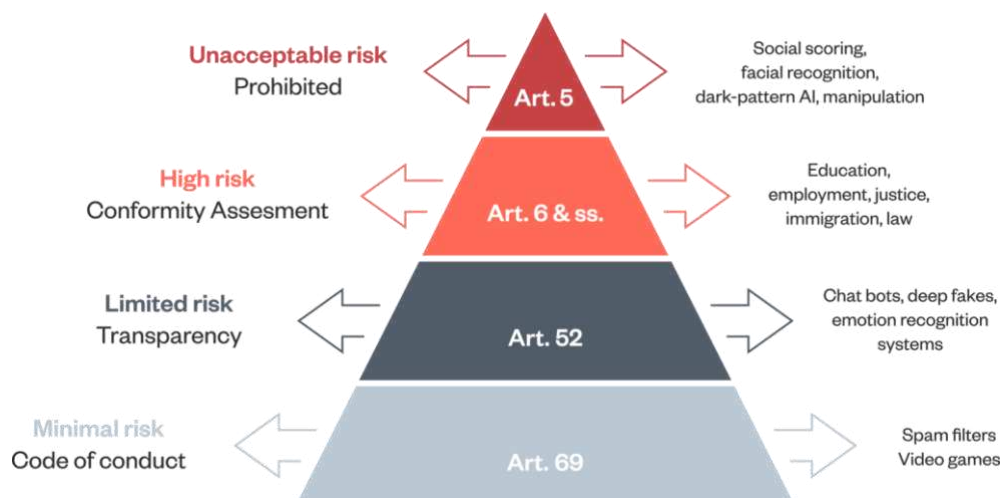 Unacceptable risk
Prohibited
Art. 5
Social scoring,
facial recognition,
dark-pattern AI, manipulation
High risk
Conformity Assesment
Art. 6 & ss.
Education,
employment, justice,
immigration, law
Limited risk
Transparency
Art. 52
Chat bots, deep fakes,
emotion recognition
systems
Minimal risk
Code of conduct
Art. 69
Spam filters
Video games